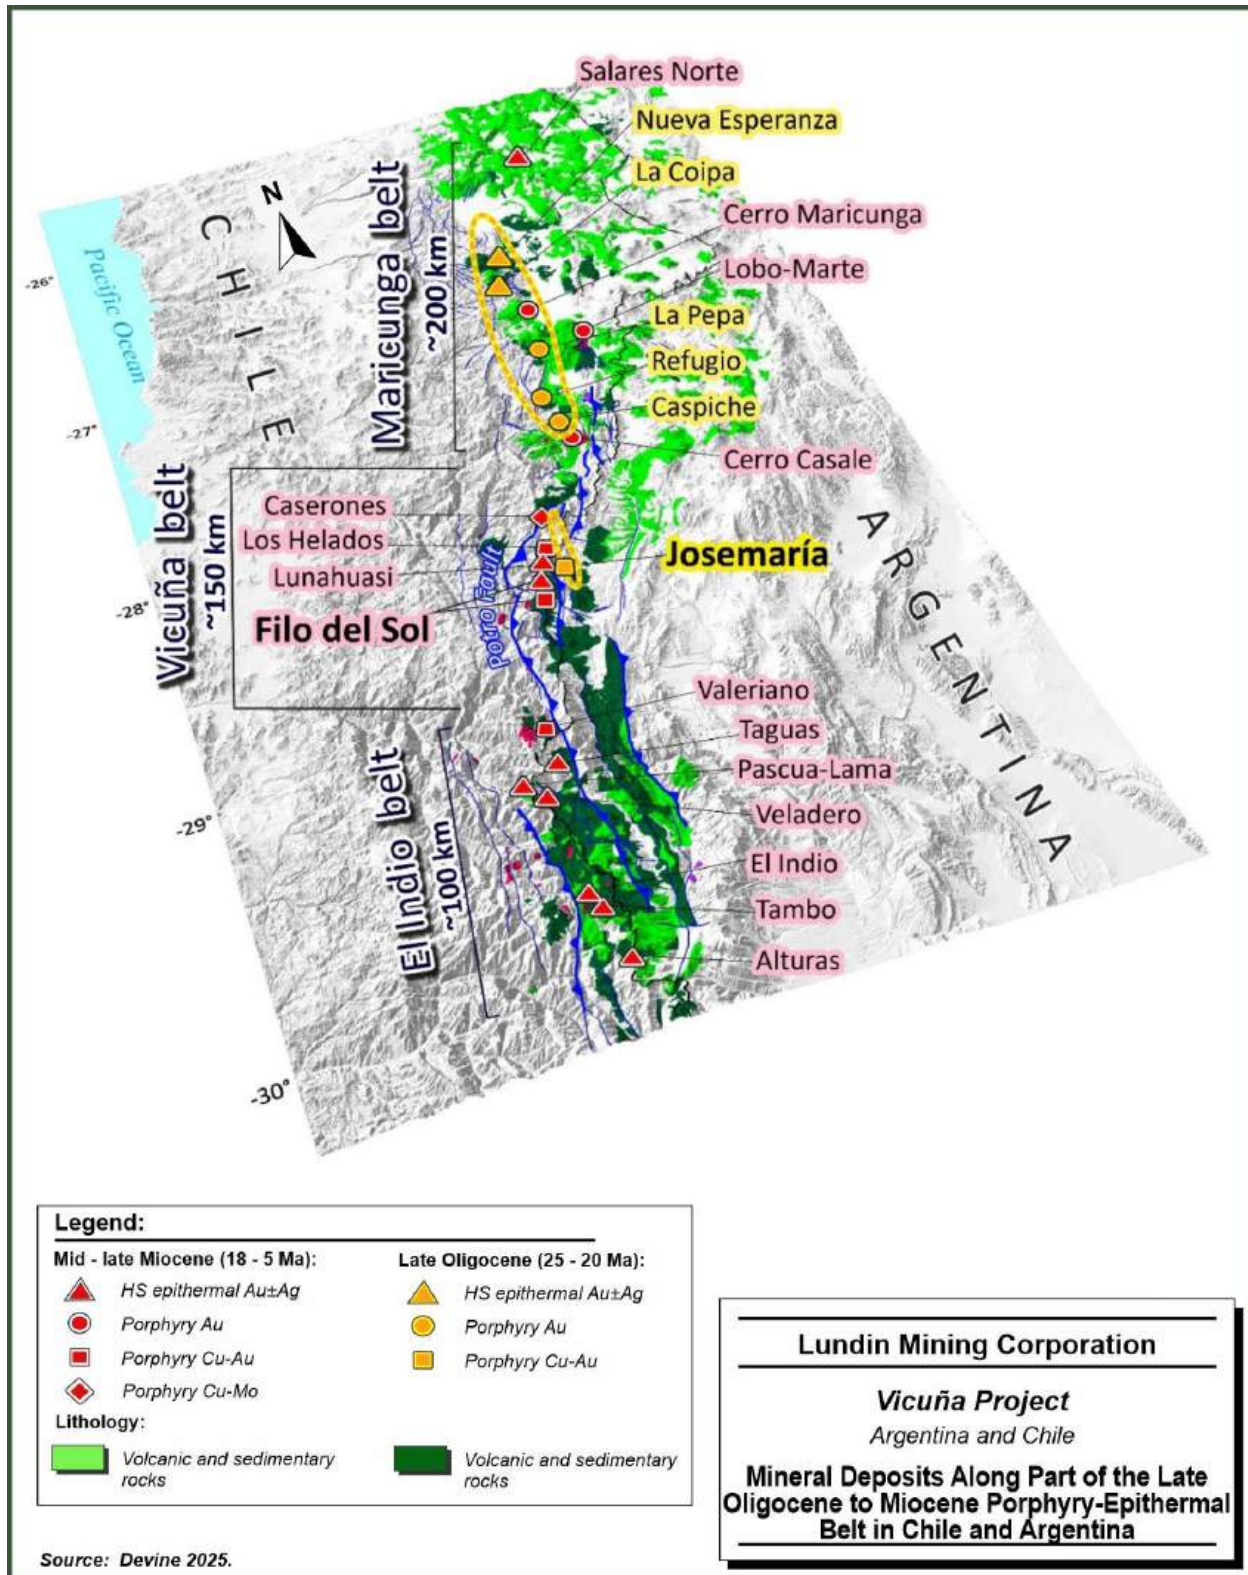 Salares Norte
Nueva Esperanza
La Coipa
Cerro Maricunga
Lobo-Marte
La Pepa
Refugio
Caspiche
Cerro Casale
N
CHILE
Pacific Ocean
-26°
-27°
-28°
-29°
-30°
Maricunga belt
~200 km
Vicuña belt
~150 km
Caserones
Los Helados
Lunahuasi
Filo del Sol
Josemaría
Potro Fault
ARGENTINA
El Indio belt
~100 km
Valeriano
Taguas
Pascua-Lama
Veladero
El Indio
Tambo
Alturas
Legend:
Mid - late Miocene (18 - 5 Ma):
HS epithermal Au±Ag
Porphyry Au
Porphyry Cu-Au
Porphyry Cu-Mo
Late Oligocene (25 - 20 Ma):
HS epithermal Au±Ag
Porphyry Au
Porphyry Cu-Au
Lithology:
Volcanic and sedimentary
rocks
Volcanic and sedimentary
rocks
Source: Devine 2025.
Lundin Mining Corporation
Vicuña Project
Argentina and Chile
Mineral Deposits Along Part of the Late
Oligocene to Miocene Porphyry-Epithermal
Belt in Chile and Argentina